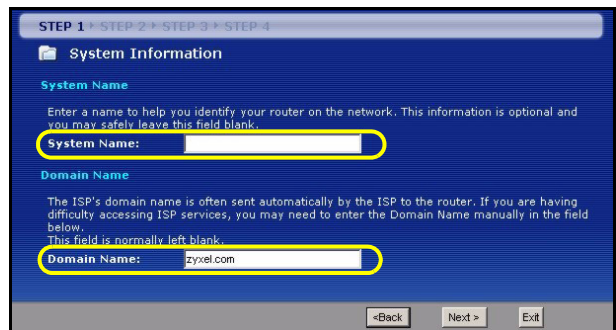 STEP 1 › STEP 2 › STEP 3 › STEP 4
System Information
System Name
Enter a name to help you identify your router on the network. This information is optional and
you may safely leave this field blank.
System Name:
Domain Name
The ISP's domain name is often sent automatically by the ISP to the router. If you are having
difficulty accessing ISP services, you may need to enter the Domain Name manually in the field
below.
This field is normally left blank.
Domain Name: zyxel.com
<Back Next > Exit